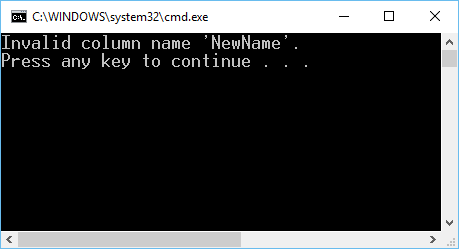 C:\WINDOWS\system32\cmd.exe
Invalid column name 'NewName'.
Press any key to continue . . .